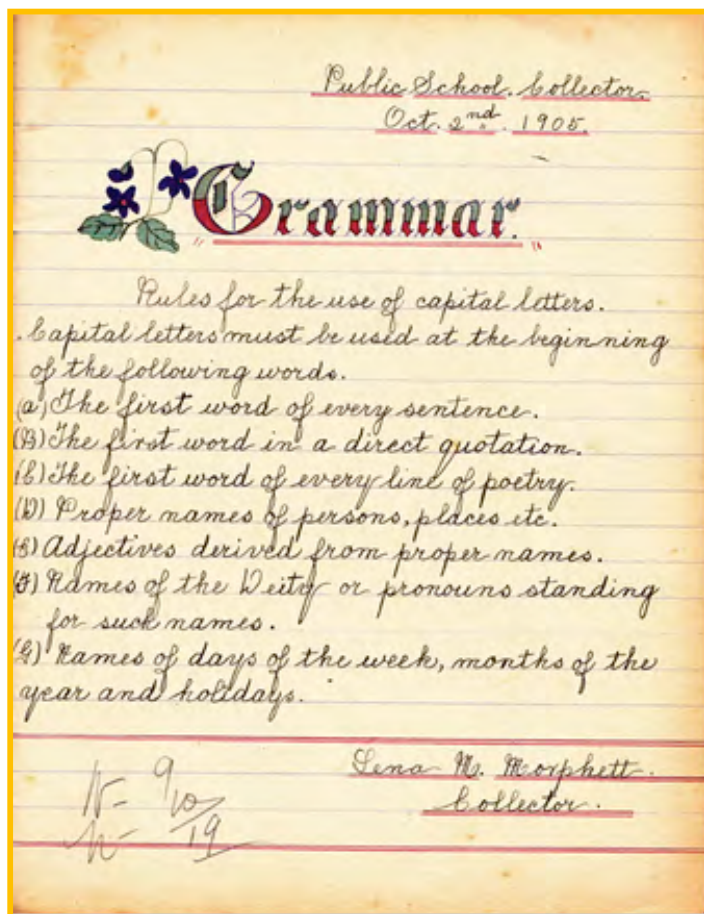 Public School. Collector.
Oct. 2nd. 1905.
"Grammar."
Rules for the use of capital letters.
. Capital letters must be used at the beginning
of the following words.
(a) The first word of every sentence.
(B) The first word in a direct quotation.
(C) The first word of every line of poetry.
(D) Proper names of persons, places etc.
(E) Adjectives derived from proper names.
(F) Names of the Deity or pronouns standing
for such names.
(G) Names of days of the week, months of the
year and holidays.
Lena M. Morphett.
Collector.
9
10
19